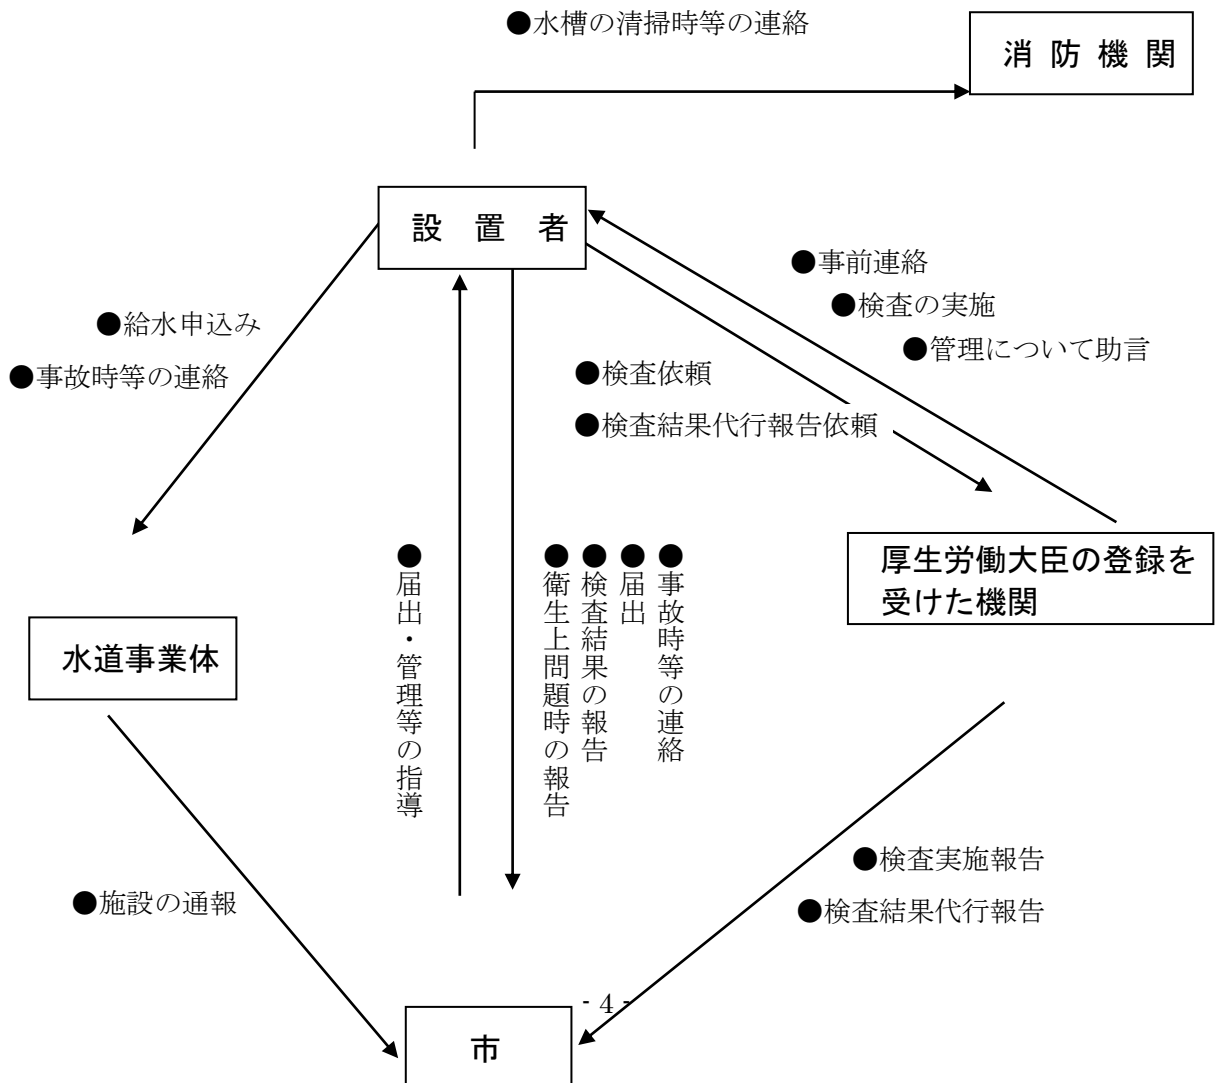 ●水槽の清掃時等の連絡
消 防 機 関
設 置 者
●事前連絡
●検査の実施
●管理について助言
●給水申込み
●事故時等の連絡
●検査依頼
●検査結果代行報告依頼
●事故時等の連絡
●届出
●検査結果の報告
●衛生上問題時の報告
●届出・管理等の指導
厚生労働大臣の登録を
受けた機関
水道事業体
●施設の通報
●検査実施報告
●検査結果代行報告
- 4 -
市